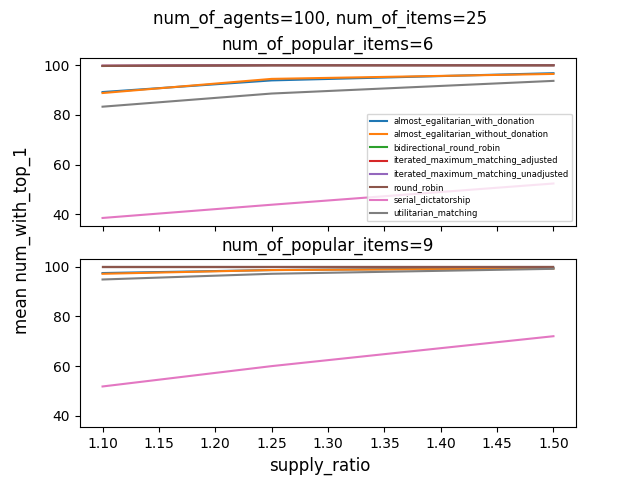 num_of_agents=100, num_of_items=25
num_of_popular_items=6
100
80
60
40
almost_egalitarian_with_donation
almost_egalitarian_without_donation
bidirectional_round_robin
iterated_maximum_matching_adjusted
iterated_maximum_matching_unadjusted
round_robin
serial_dictatorship
utilitarian_matching
mean num_with_top_1
num_of_popular_items=9
100
80
60
40
1.10 1.15 1.20 1.25 1.30 1.35 1.40 1.45 1.50
supply_ratio